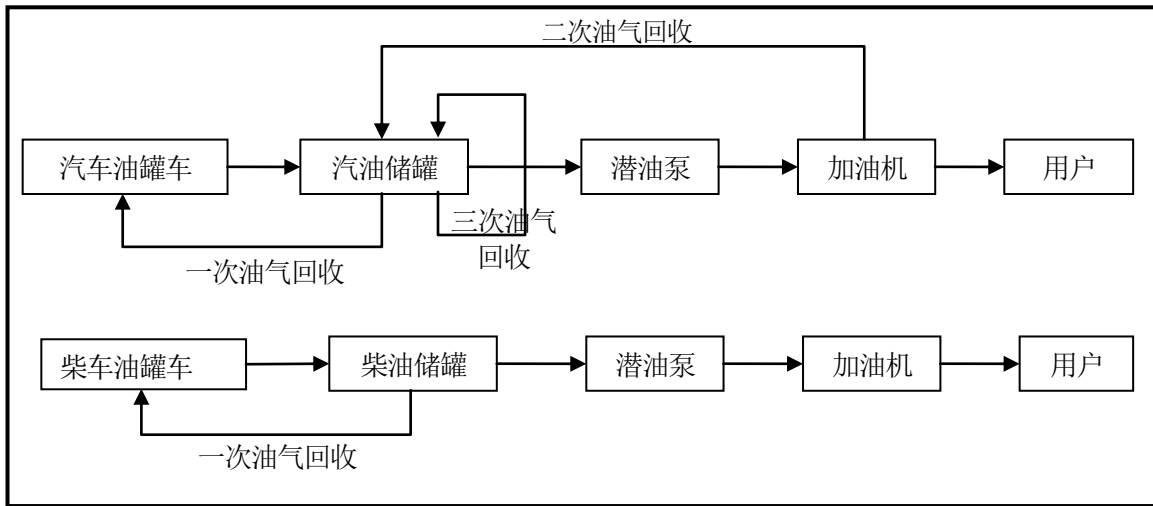 二次油气回收
汽车油罐车
汽油储罐
潜油泵
加油机
用户
三次油气
回收
一次油气回收
柴车油罐车
柴油储罐
潜油泵
加油机
用户
一次油气回收